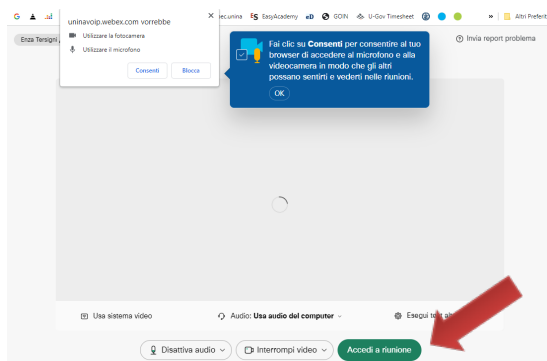 ec.unina EasyAcademy GOIN U-Gov Timesheet » Altri Preferiti
uninavoip.webex.com vorrebbe
Utilizzare la fotocamera
Utilizzare il microfono
Consenti Blocca
Fai clic su Consenti per consentire al tuo
browser di accedere al microfono e alla
videocamera in modo che gli altri
possano sentirti e vederti nelle riunioni.
OK
Enza Tersigni
Invia report problema
Usa sistema video Audio: Usa audio del computer Esegui
Disattiva audio Interrompi video Accedi a riunione